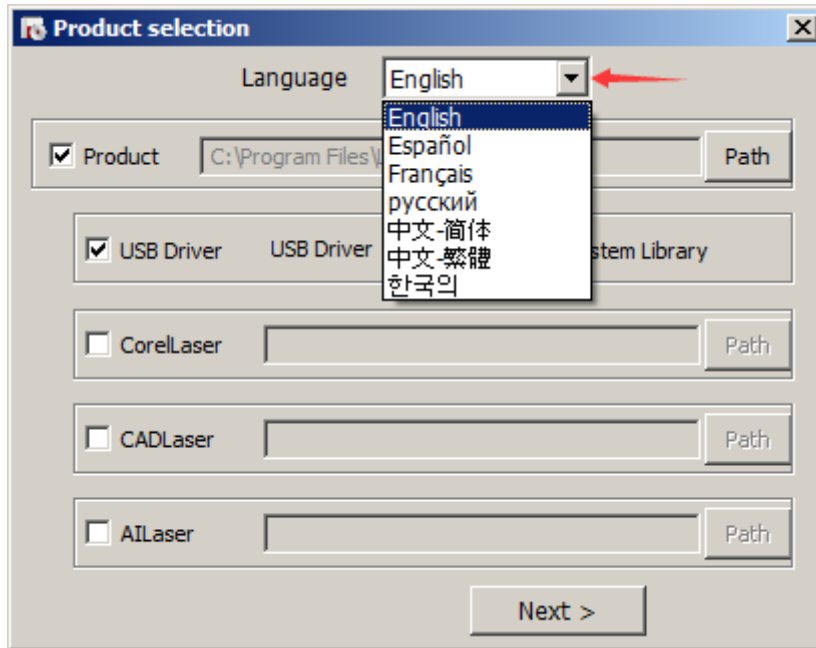 Product selection
Language English
English
Español
Français
русский
中文-简体
中文-繁體
한국의
Product C:\Program Files\ Path
USB Driver USB Driver stem Library
CorelLaser Path
CADLaser Path
AILaser Path
Next >